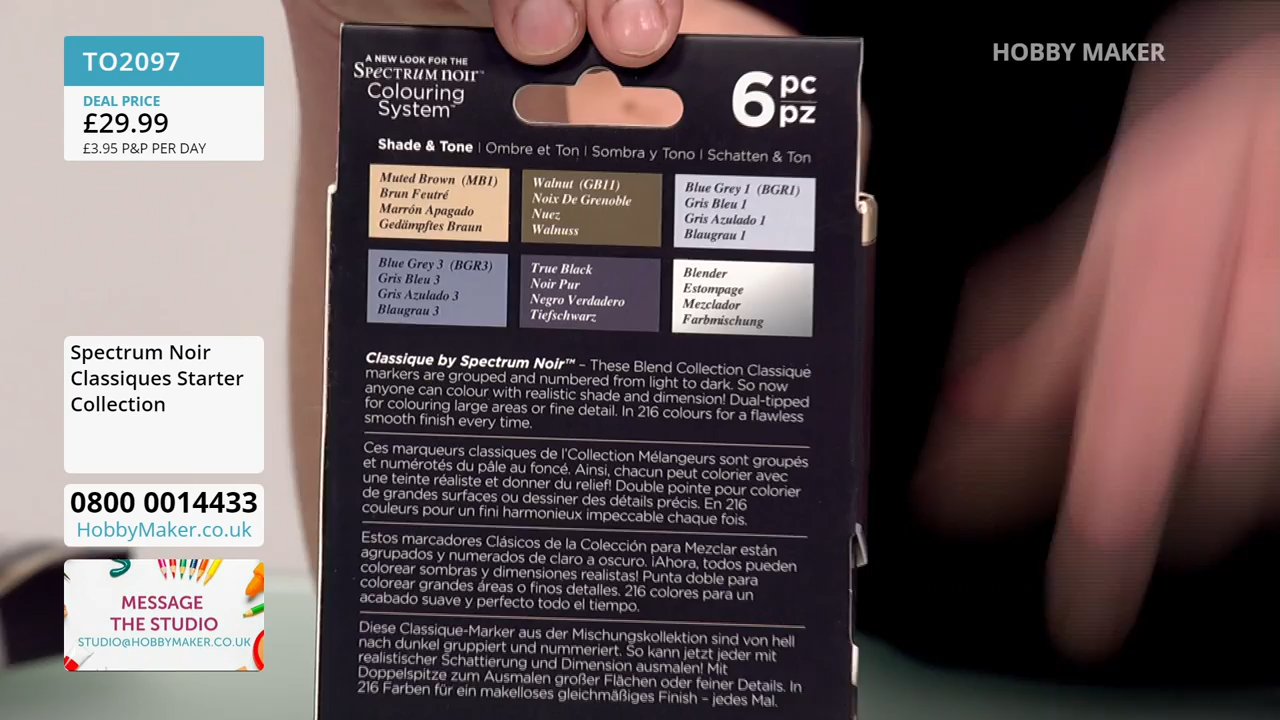 TO2097
DEAL PRICE
£29.99
£3.95 P&P PER DAY
Spectrum Noir
Classiques Starter
Collection
0800 0014433
HobbyMaker.co.uk
MESSAGE
THE STUDIO
STUDIO@HOBBYMAKER.CO.UK
HOBBY MAKER
A NEW LOOK FOR THE
SPECTRUM NOIR™
Colouring
System™
6 pc
pz
Shade & Tone | Ombre et Ton | Sombra y Tono | Schatten & Ton
Muted Brown (MB1)
Brun Feutré
Marrón Apagado
Gedämpftes Braun
Walnut (GB11)
Noix De Grenoble
Nuez
Walnuss
Blue Grey 1 (BGR1)
Gris Bleu 1
Gris Azulado 1
Blaugrau 1
Blue Grey 3 (BGR3)
Gris Bleu 3
Gris Azulado 3
Blaugrau 3
True Black
Noir Pur
Negro Verdadero
Tiefschwarz
Blender
Estompage
Mezclador
Farbmischung
Classique by Spectrum Noir™ – These Blend Collection Classique
markers are grouped and numbered from light to dark. So now
anyone can colour with realistic shade and dimension! Dual-tipped
for colouring large areas or fine detail. In 216 colours for a flawless
smooth finish every time.
Ces marqueurs classiques de l'Collection Mélangeurs sont groupés
et numérotés du pâle au foncé. Ainsi, chacun peut colorier avec
une teinte réaliste et donner du relief! Double pointe pour colorier
de grandes surfaces ou dessiner des détails précis. En 216
couleurs pour un fini harmonieux impeccable chaque fois.
Estos marcadores Clásicos de la Colección para Mezclar están
agrupados y numerados de claro a oscuro. ¡Ahora, todos pueden
colorear sombras y dimensiones realistas! Punta doble para
colorear grandes áreas o finos detalles. 216 colores para un
acabado suave y perfecto todo el tiempo.
Diese Classique-Marker aus der Mischungskollektion sind von hell
nach dunkel gruppiert und nummeriert. So kann jetzt jeder mit
realistischer Schattierung und Dimension ausmalen! Mit
Doppelspitze zum Ausmalen großer Flächen oder feiner Details. In
216 Farben für ein makelloses gleichmäßiges Finish – jedes Mal.